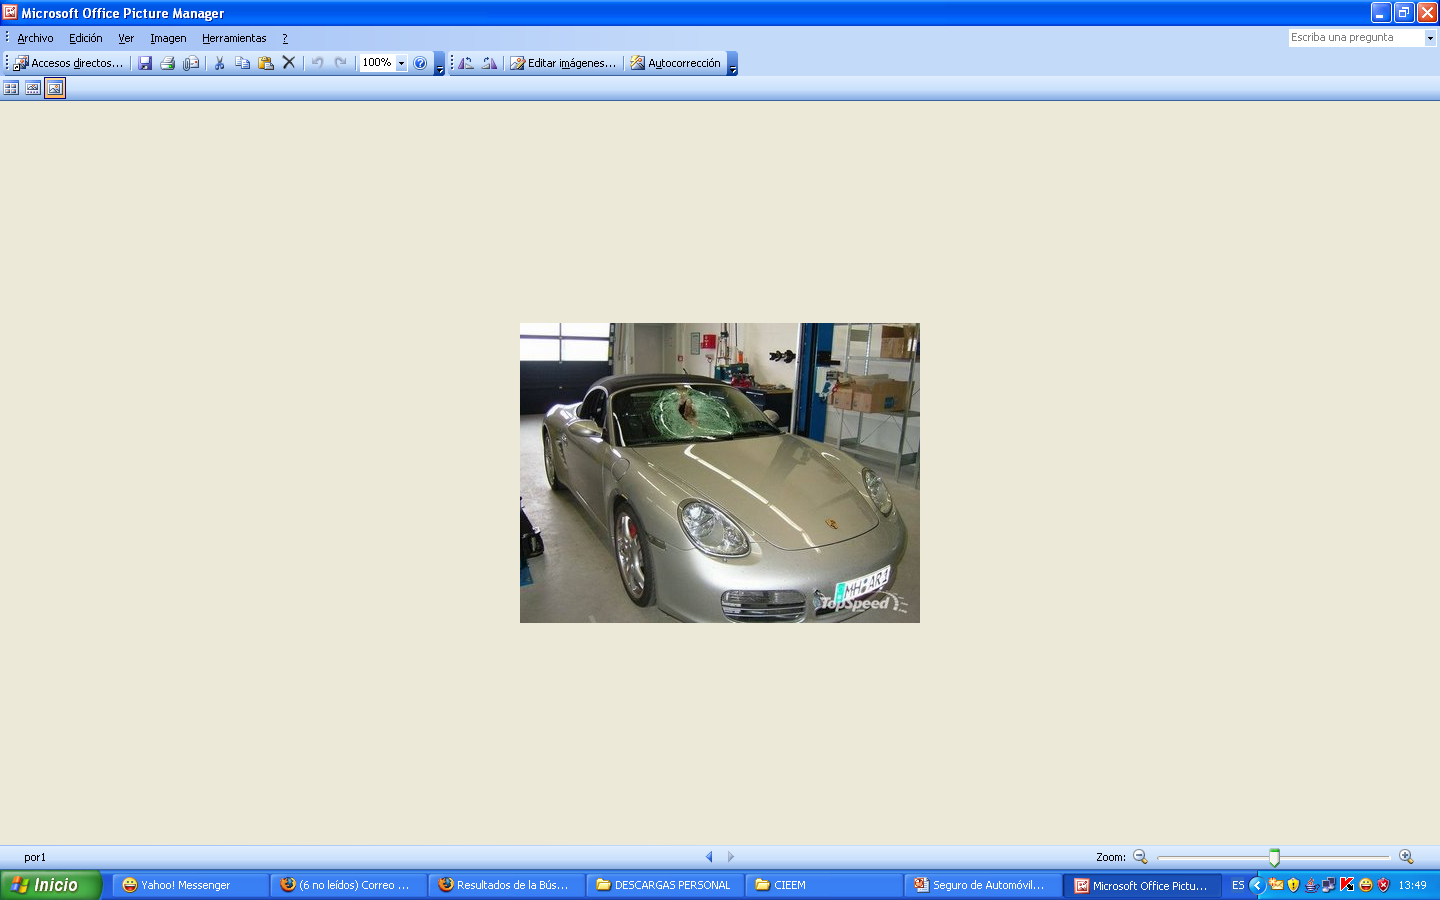 Microsoft Office Picture Manager
Archivo Edición Ver Imagen Herramientas ? Escriba una pregunta
Accesos directos... 100% Editar imágenes... Autocorrección
MH AR1
TopSpeed
por1 Zoom:
Inicio Yahoo! Messenger (6 no leídos) Correo ... Resultados de la Bús... DESCARGAS PERSONAL CIEEM Seguro de Automóvil... Microsoft Office Pictu... ES 13:49